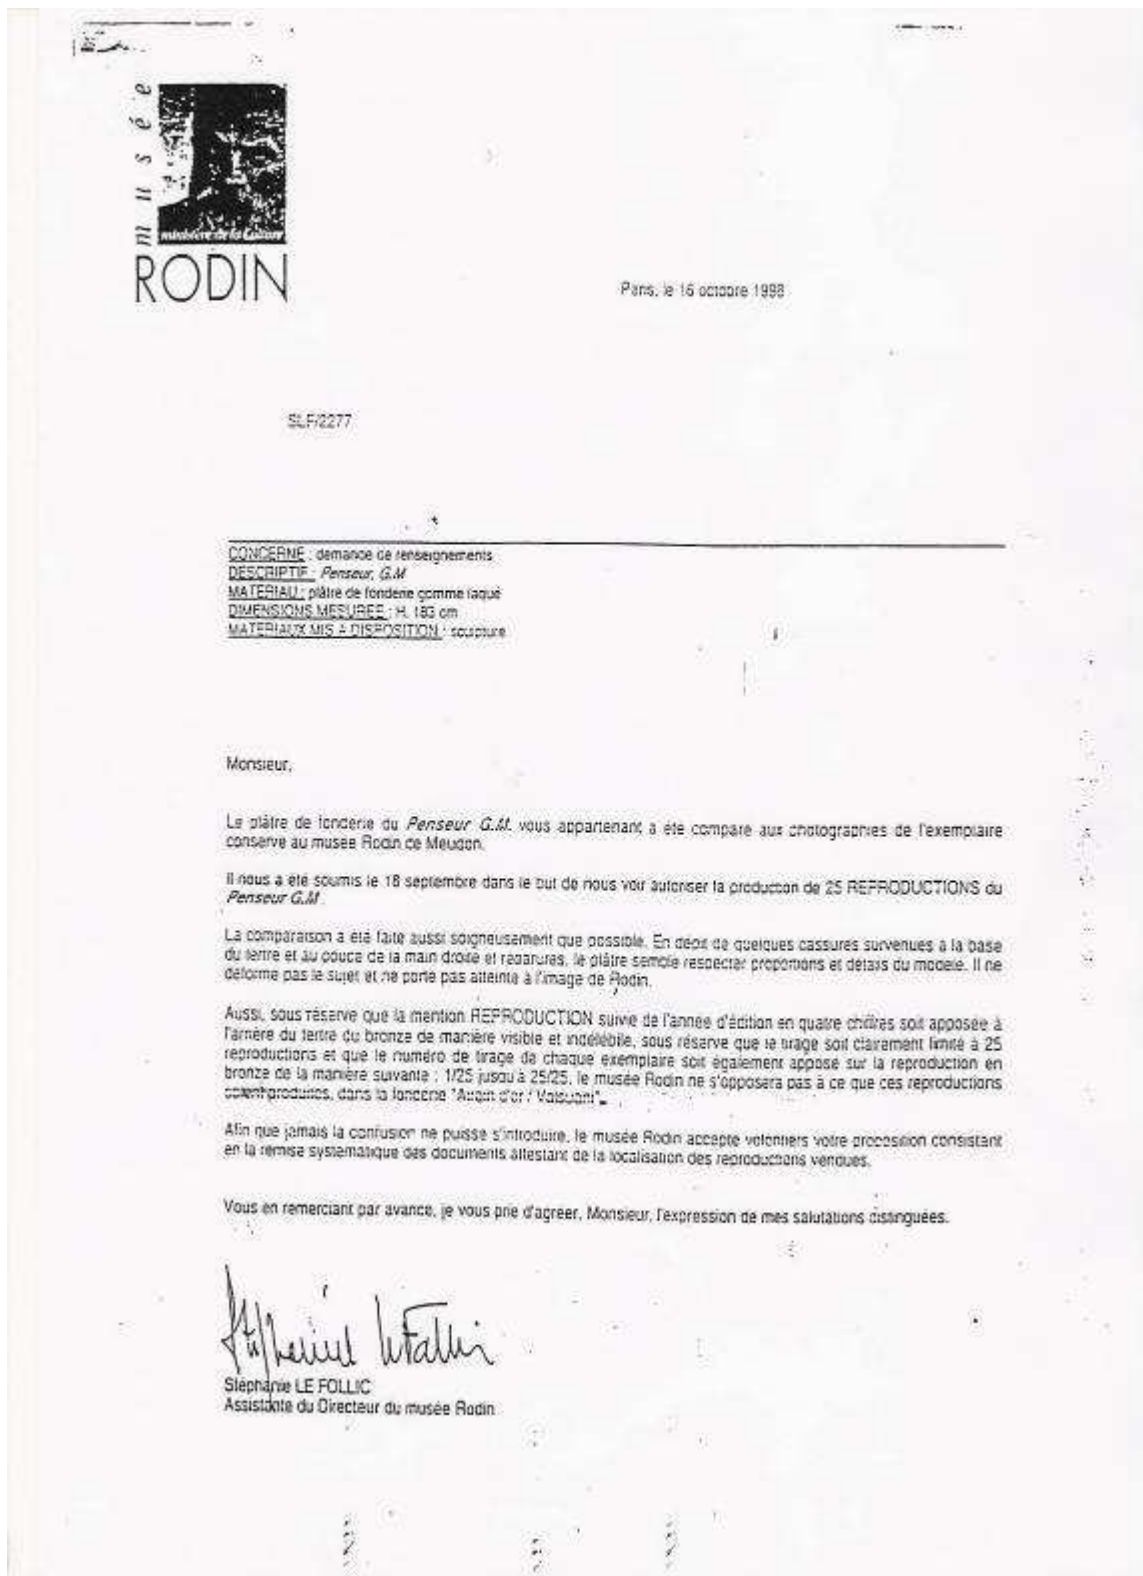 musée
ministère de la Culture
RODIN
Paris, le 16 octobre 1998
SLF/2277
CONCERNE : demande de renseignements
DESCRIPTIF : Penseur, G.M
MATERIAU : plâtre de fonderie gomme laqué
DIMENSIONS MESUREE : H. 183 cm
MATERIAUX MIS A DISPOSITION : sculpture
Monsieur,
Le plâtre de fonderie du Penseur G.M. vous appartenant a été comparé aux photographies de l'exemplaire
conservé au musée Rodin de Meudon.
Il nous a été soumis le 18 septembre dans le but de nous voir autoriser la production de 25 REPRODUCTIONS du
Penseur G.M.
La comparaison a été faite aussi soigneusement que possible. En dépit de quelques cassures survenues à la base
du tertre et au pouce de la main droite et réparures, le plâtre semble respecter proportions et détails du modèle. Il ne
déforme pas le sujet et ne porte pas atteinte à l'image de Rodin.
Aussi, sous réserve que la mention REPRODUCTION suivie de l'année d'édition en quatre chiffres soit apposée à
l'arrière du tertre du bronze de manière visible et indélébile, sous réserve que le tirage soit clairement limité à 25
reproductions et que le numéro de tirage de chaque exemplaire soit également apposé sur la reproduction en
bronze de la manière suivante : 1/25 jusqu'à 25/25, le musée Rodin ne s'opposera pas à ce que ces reproductions
soient produites, dans la fonderie "Airain d'or / Valsuani".
Afin que jamais la confusion ne puisse s'introduire, le musée Rodin accepte volontiers votre proposition consistant
en la remise systématique des documents attestant de la localisation des reproductions vendues.
Vous en remerciant par avance, je vous prie d'agréer, Monsieur, l'expression de mes salutations distinguées.
Stéphanie Le Follic
Stéphanie LE FOLLIC
Assistante du Directeur du musée Rodin